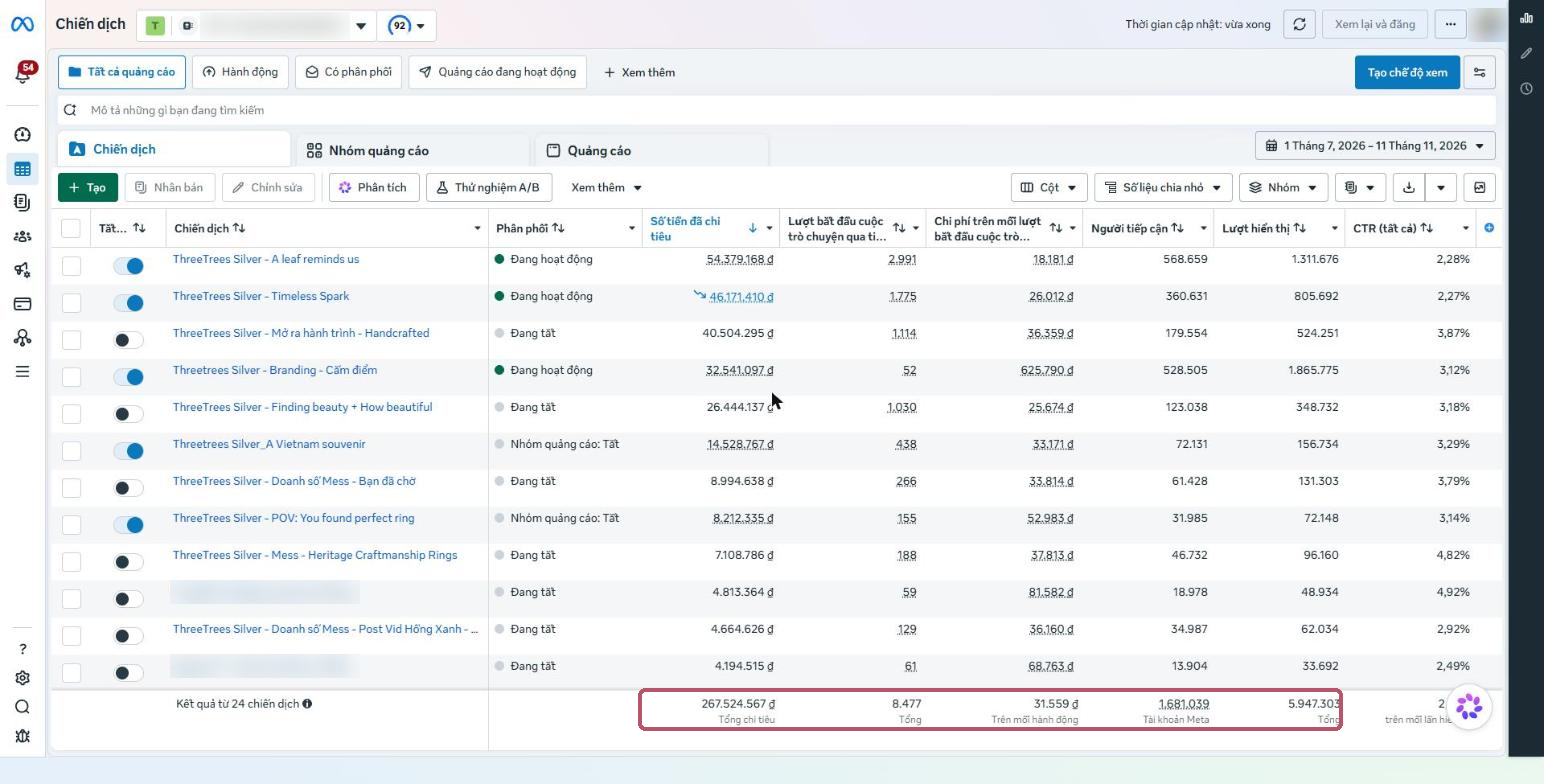 Chiến dịch
T
92
Thời gian cập nhật: vừa xong
Xem lại và đăng
54
Tất cả quảng cáo
Hành động
Có phân phối
Quảng cáo đang hoạt động
+ Xem thêm
Tạo chế độ xem
Mô tả những gì bạn đang tìm kiếm
Chiến dịch
Nhóm quảng cáo
Quảng cáo
1 Tháng 7, 2026 – 11 Tháng 11, 2026
+ Tạo
Nhân bản
Chỉnh sửa
Phân tích
Thử nghiệm A/B
Xem thêm
Cột
Số liệu chia nhỏ
Nhóm
Tất...
Chiến dịch
Phân phối
Số tiền đã chi tiêu
Lượt bắt đầu cuộc trò chuyện qua ti...
Chi phí trên mỗi lượt bắt đầu cuộc trò...
Người tiếp cận
Lượt hiển thị
CTR (tất cả)
ThreeTrees Silver - A leaf reminds us Đang hoạt động 54.379.168 ₫ 2.991 18.181 ₫ 568.659 1.311.676 2,28%
ThreeTrees Silver - Timeless Spark Đang hoạt động 46.171.410 ₫ 1.775 26.012 ₫ 360.631 805.692 2,27%
ThreeTrees Silver - Mở ra hành trình - Handcrafted Đang tắt 40.504.295 ₫ 1.114 36.359 ₫ 179.554 524.251 3,87%
Threetrees Silver - Branding - Cấm điểm Đang hoạt động 32.541.097 ₫ 52 625.790 ₫ 528.505 1.865.775 3,12%
ThreeTrees Silver - Finding beauty + How beautiful Đang tắt 26.444.137 ₫ 1.030 25.674 ₫ 123.038 348.732 3,18%
Threetrees Silver_A Vietnam souvenir Nhóm quảng cáo: Tắt 14.528.767 ₫ 438 33.171 ₫ 72.131 156.734 3,29%
ThreeTrees Silver - Doanh số Mess - Bạn đã chờ Đang tắt 8.994.638 ₫ 266 33.814 ₫ 61.428 131.303 3,79%
ThreeTrees Silver - POV: You found perfect ring Nhóm quảng cáo: Tắt 8.212.335 ₫ 155 52.983 ₫ 31.985 72.148 3,14%
ThreeTrees Silver - Mess - Heritage Craftmanship Rings Đang tắt 7.108.786 ₫ 188 37.813 ₫ 46.732 96.160 4,82%
Đang tắt 4.813.364 ₫ 59 81.582 ₫ 18.978 48.934 4,92%
ThreeTrees Silver - Doanh số Mess - Post Vid Hồng Xanh - ... Đang tắt 4.664.626 ₫ 129 36.160 ₫ 34.987 62.034 2,92%
Đang tắt 4.194.515 ₫ 61 68.763 ₫ 13.904 33.692 2,49%
Kết quả từ 24 chiến dịch 267.524.567 ₫ 8.477 31.559 ₫ 1.681.039 5.947.303
Tổng chi tiêu Tổng Trên mỗi hành động Tài khoản Meta Tổng trên mỗi lần